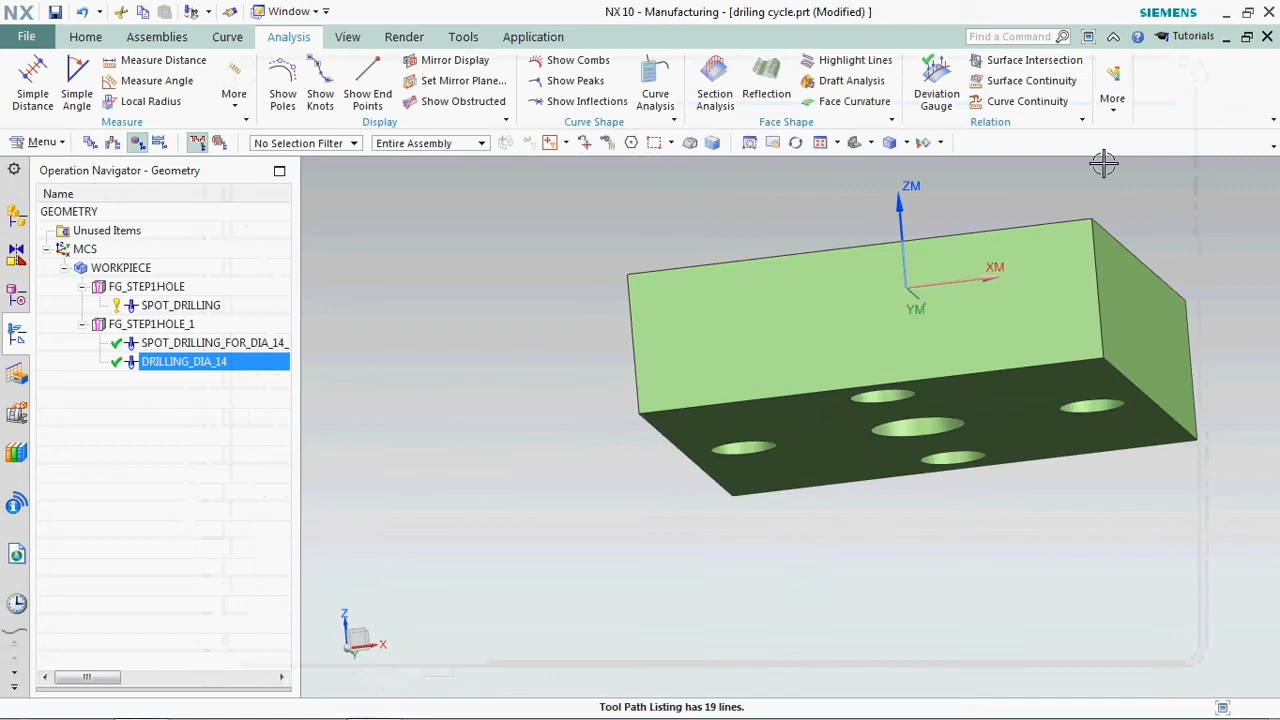 NX Window NX 10 - Manufacturing - [driling cycle.prt (Modified) ] SIEMENS
File Home Assemblies Curve Analysis View Render Tools Application Find a Command Tutorials
Simple Distance
Simple Angle
Measure Distance
Measure Angle
Local Radius
More
Measure
Show Poles
Show Knots
Show End Points
Mirror Display
Set Mirror Plane...
Show Obstructed
Display
Show Combs
Show Peaks
Show Inflections
Curve Analysis
Curve Shape
Section Analysis
Reflection
Highlight Lines
Draft Analysis
Face Curvature
Face Shape
Deviation Gauge
Surface Intersection
Surface Continuity
Curve Continuity
Relation
More
Menu No Selection Filter Entire Assembly
Operation Navigator - Geometry
Name
GEOMETRY
Unused Items
MCS
WORKPIECE
FG_STEP1HOLE
SPOT_DRILLING
FG_STEP1HOLE_1
SPOT_DRILLING_FOR_DIA_14_
DRILLING_DIA_14
ZM
XM
YM
Z
X
Y
Tool Path Listing has 19 lines.